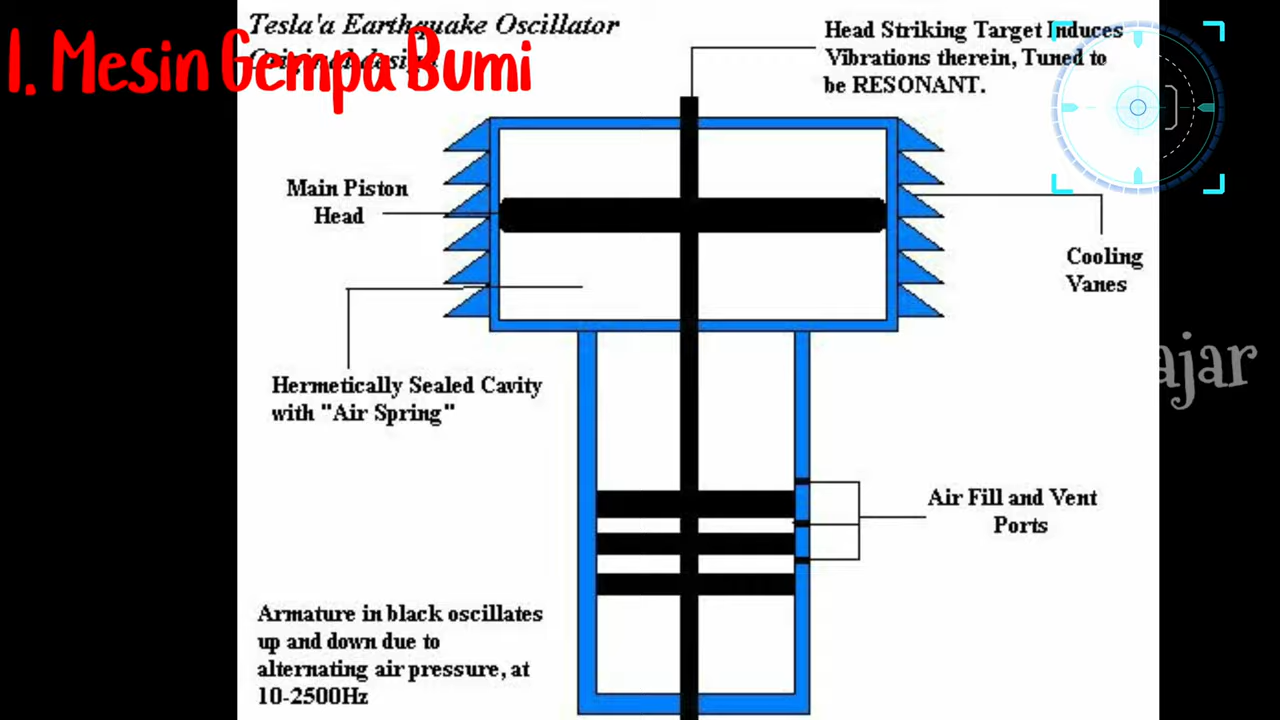 Tesla'a Earthquake Oscillator
Original design
1. Mesin Gempa Bumi
Head Striking Target Induces
Vibrations therein, Tuned to
be RESONANT.
Main Piston
Head
Cooling
Vanes
ajar
Hermetically Sealed Cavity
with "Air Spring"
Air Fill and Vent
Ports
Armature in black oscillates
up and down due to
alternating air pressure, at
10-2500Hz